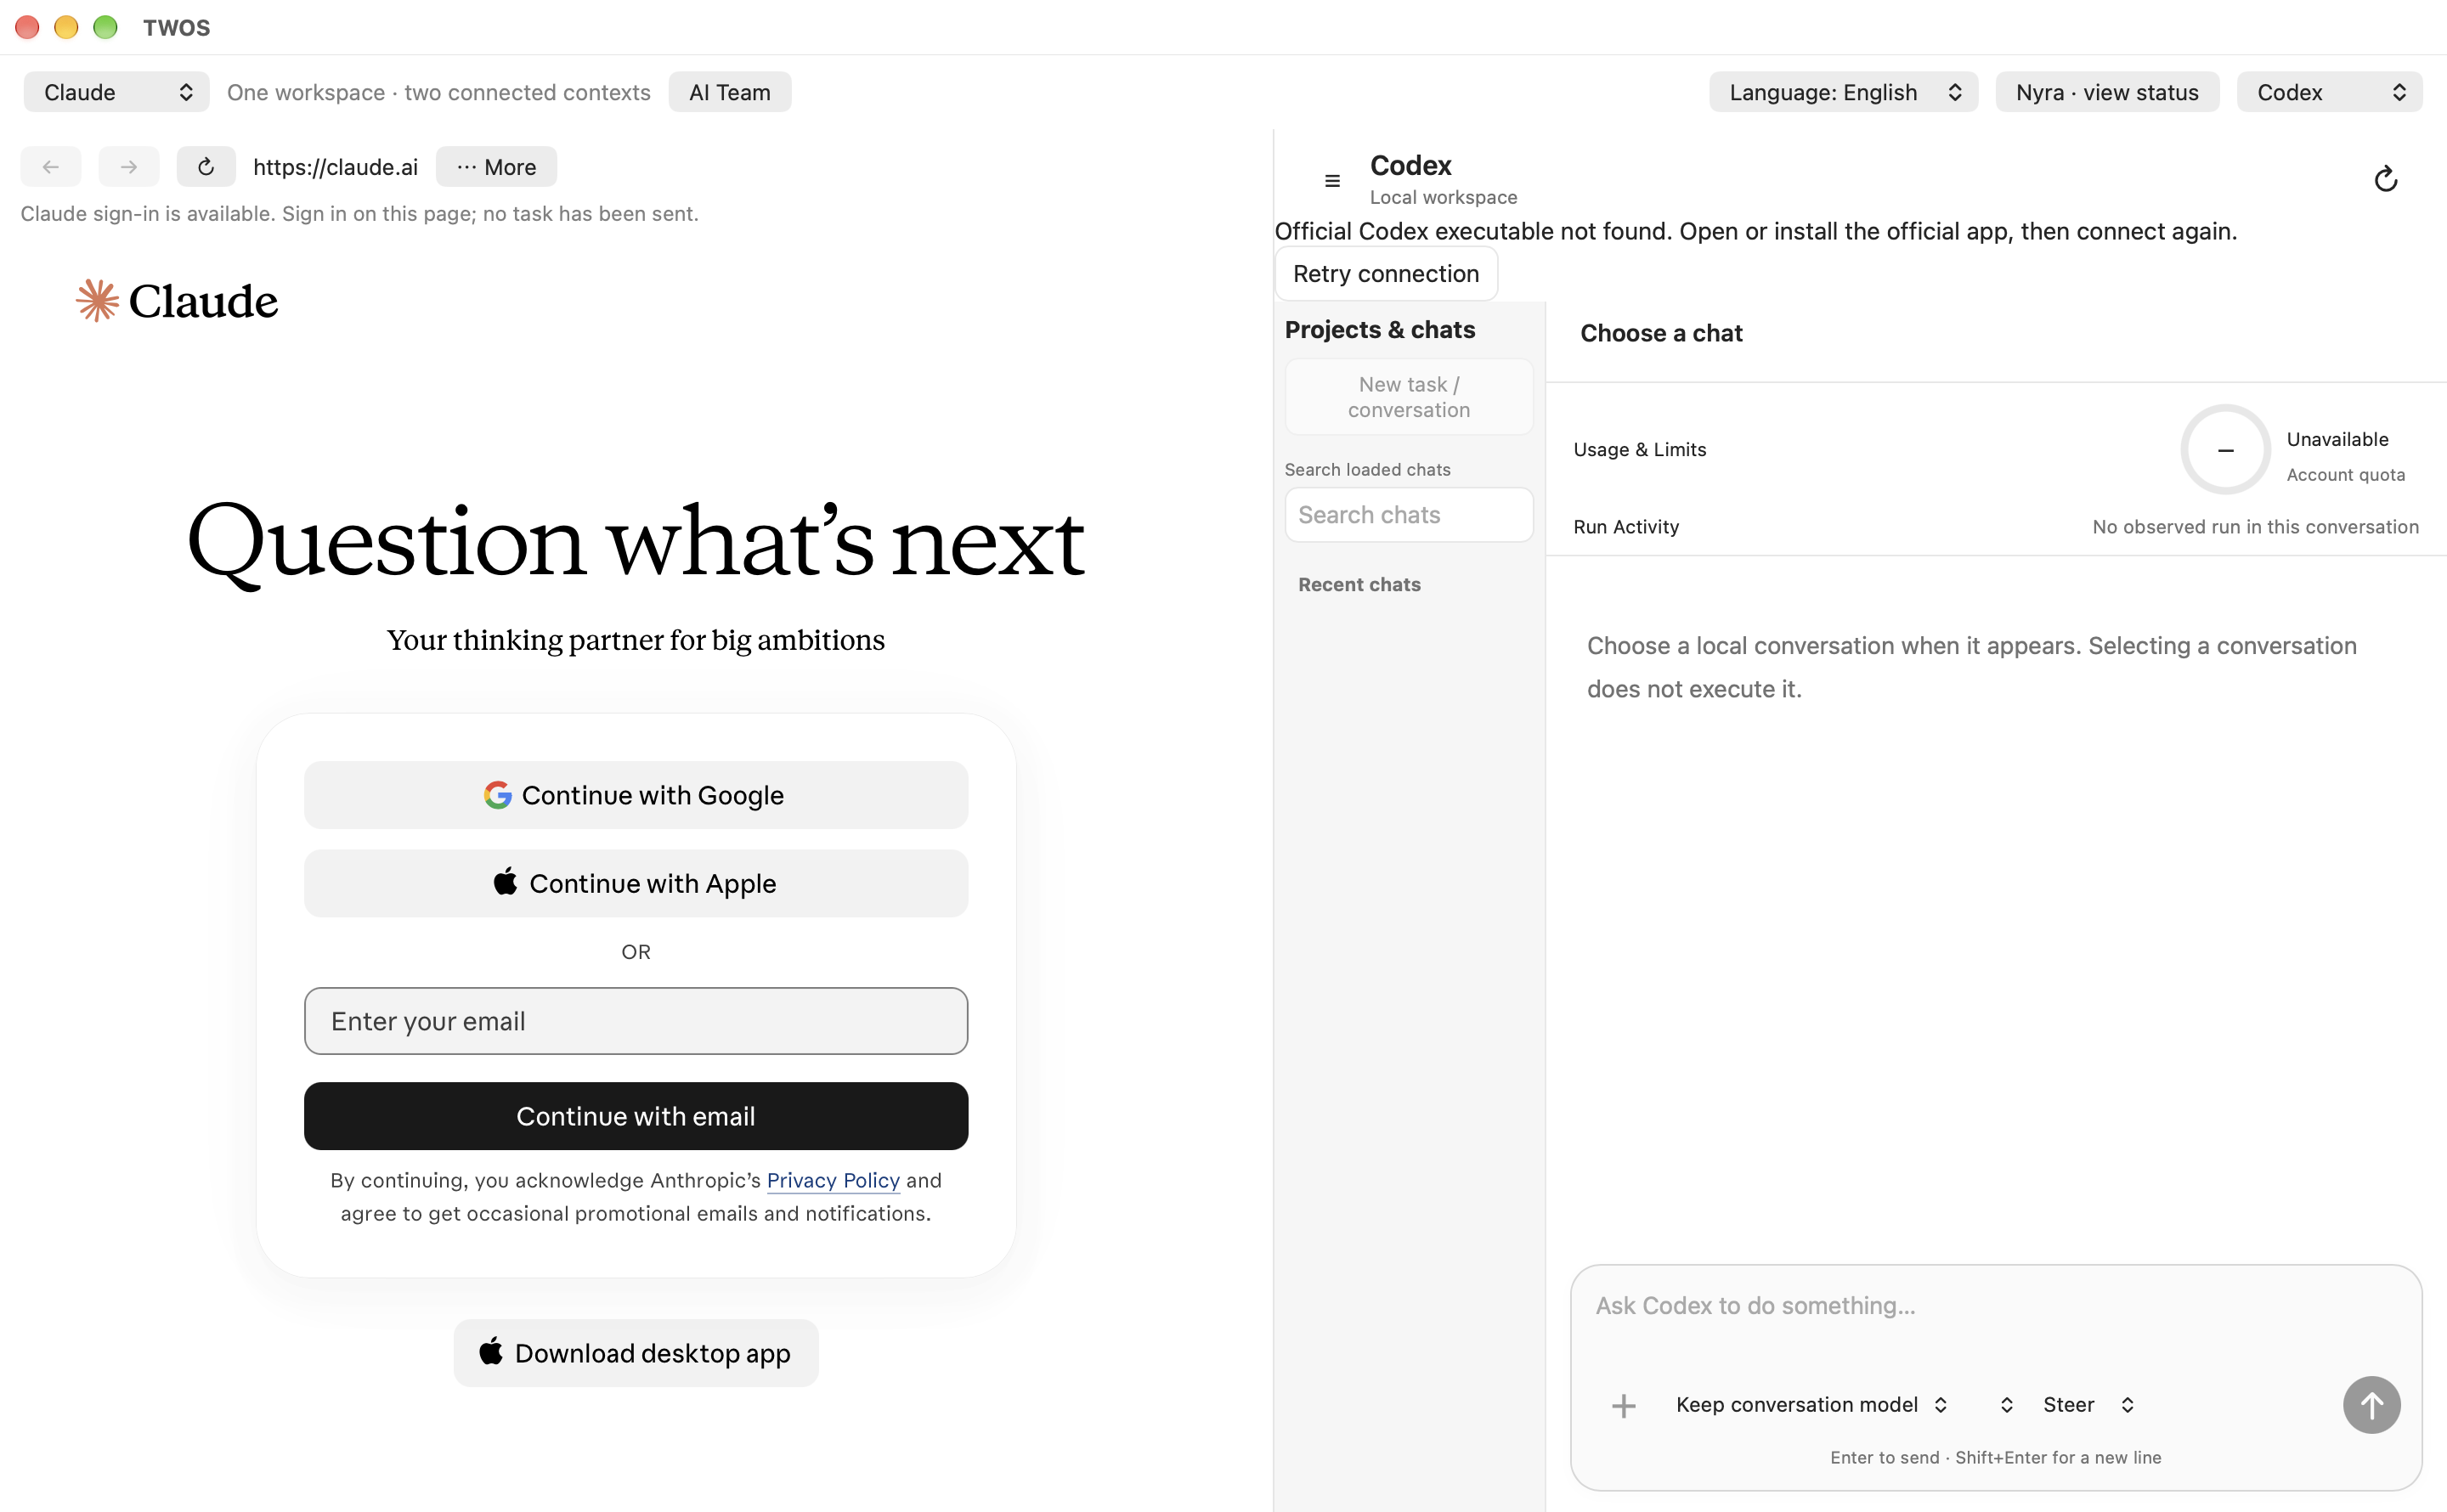 TWOS
Claude
One workspace · two connected contexts
AI Team
Language: English
Nyra · view status
Codex
https://claude.ai
··· More
Claude sign-in is available. Sign in on this page; no task has been sent.
Claude
Question what’s next
Your thinking partner for big ambitions
Continue with Google
Continue with Apple
OR
Enter your email
Continue with email
By continuing, you acknowledge Anthropic’s Privacy Policy and
agree to get occasional promotional emails and notifications.
Download desktop app
Codex
Local workspace
Official Codex executable not found. Open or install the official app, then connect again.
Retry connection
Projects & chats
New task /
conversation
Search loaded chats
Search chats
Recent chats
Choose a chat
Usage & Limits
–
Unavailable
Account quota
Run Activity
No observed run in this conversation
Choose a local conversation when it appears. Selecting a conversation
does not execute it.
Ask Codex to do something...
Keep conversation model
Steer
Enter to send · Shift+Enter for a new line